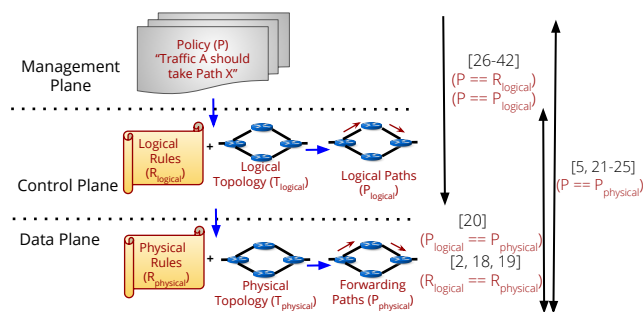 Policy (P)
“Traffic A should
take Path X”
Management
Plane
[26-42]
(P == Rlogical)
(P == Plogical)
Logical
Rules
(Rlogical)
+
Logical
Topology (Tlogical)
Logical Paths
(Plogical)
Control Plane
[5, 21-25]
(P == Pphysical)
Data Plane
[20]
(Plogical == Pphysical)
[2, 18, 19]
(Rlogical == Rphysical)
Physical
Rules
(Rphysical)
+
Physical
Topology (Tphysical)
Forwarding
Paths (Pphysical)